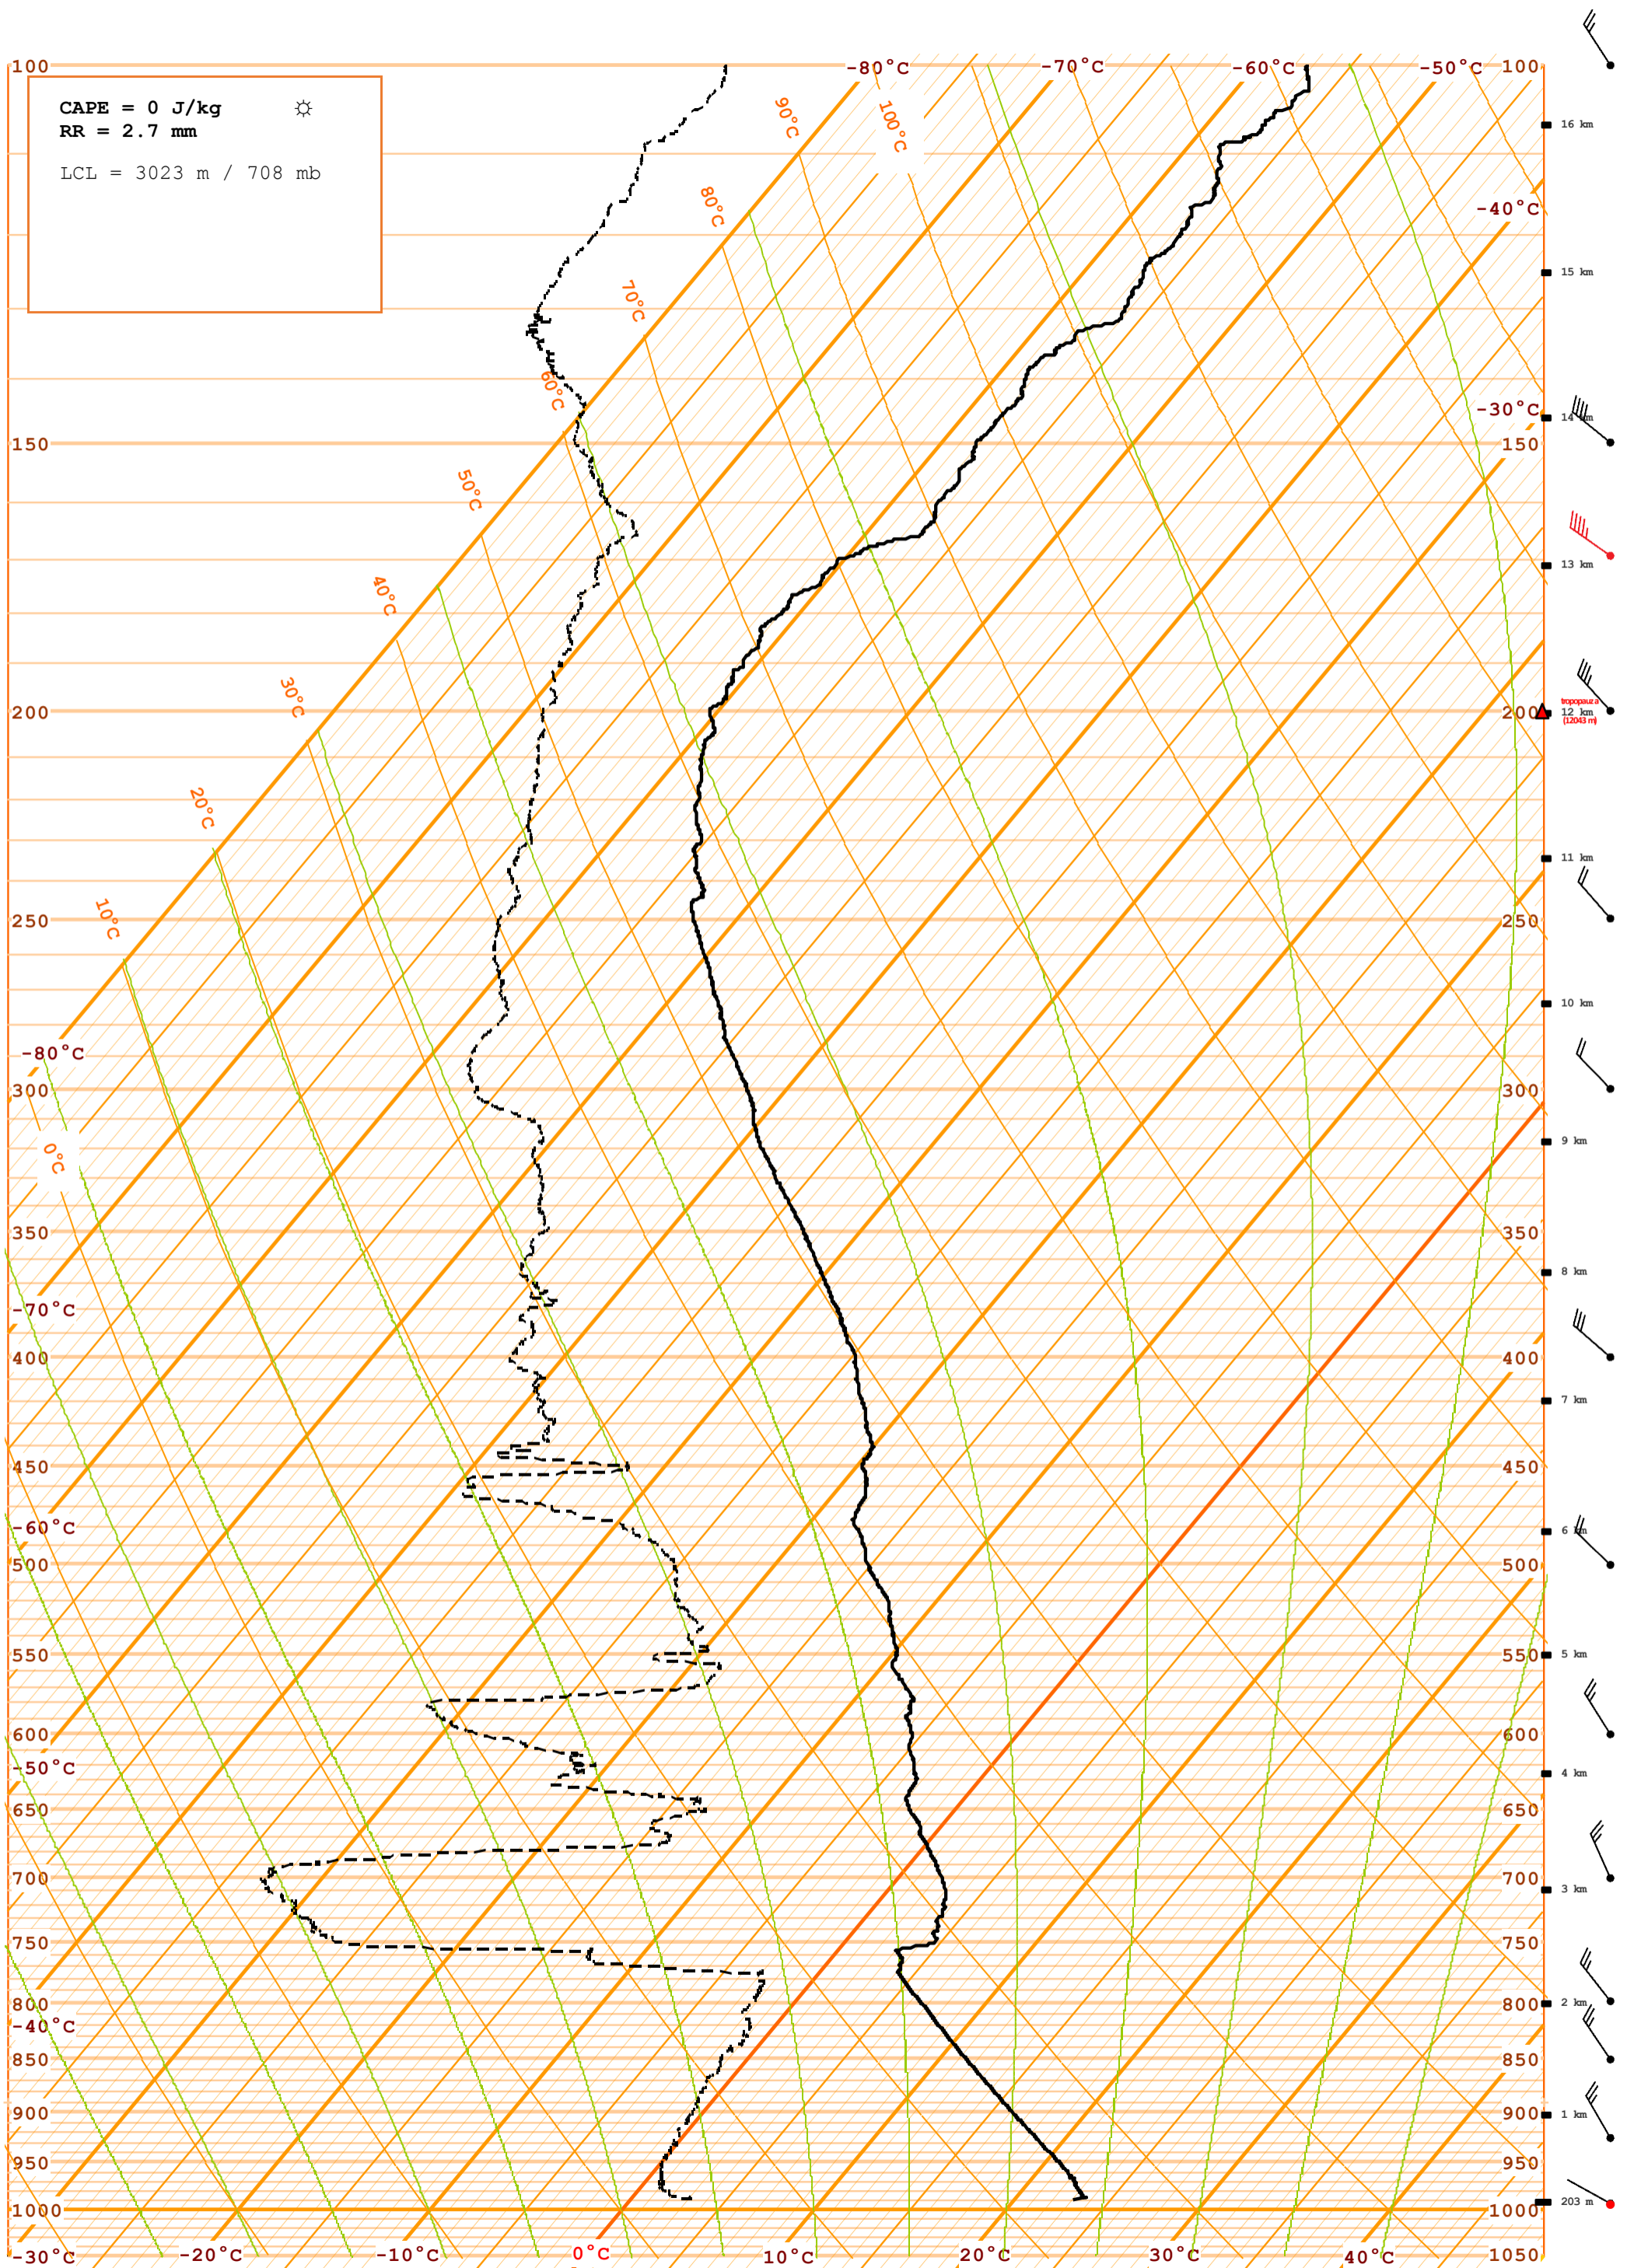 -80°C -70°C -60°C -50°C
100 100
CAPE = 0 J/kg ☼
RR = 2.7 mm
LCL = 3023 m / 708 mb
90°C 100°C
16 km
80°C
-40°C
15 km
70°C
60°C
-30°C
14 km
150 150
50°C
13 km
40°C
30°C
tropopauza
200 200 12 km
(12043 m)
20°C
11 km
10°C
250 250
10 km
-80°C
300 300
0°C
9 km
350 350
8 km
-70°C
400 400
7 km
450 450
-60°C
6 km
500 500
550 550
5 km
600 600
-50°C
4 km
650 650
700 700
3 km
750 750
800 800
2 km
-40°C
850 850
900 900
1 km
950 950
203 m
1000 1000
-30°C -20°C -10°C 0°C 10°C 20°C 30°C 40°C 1050